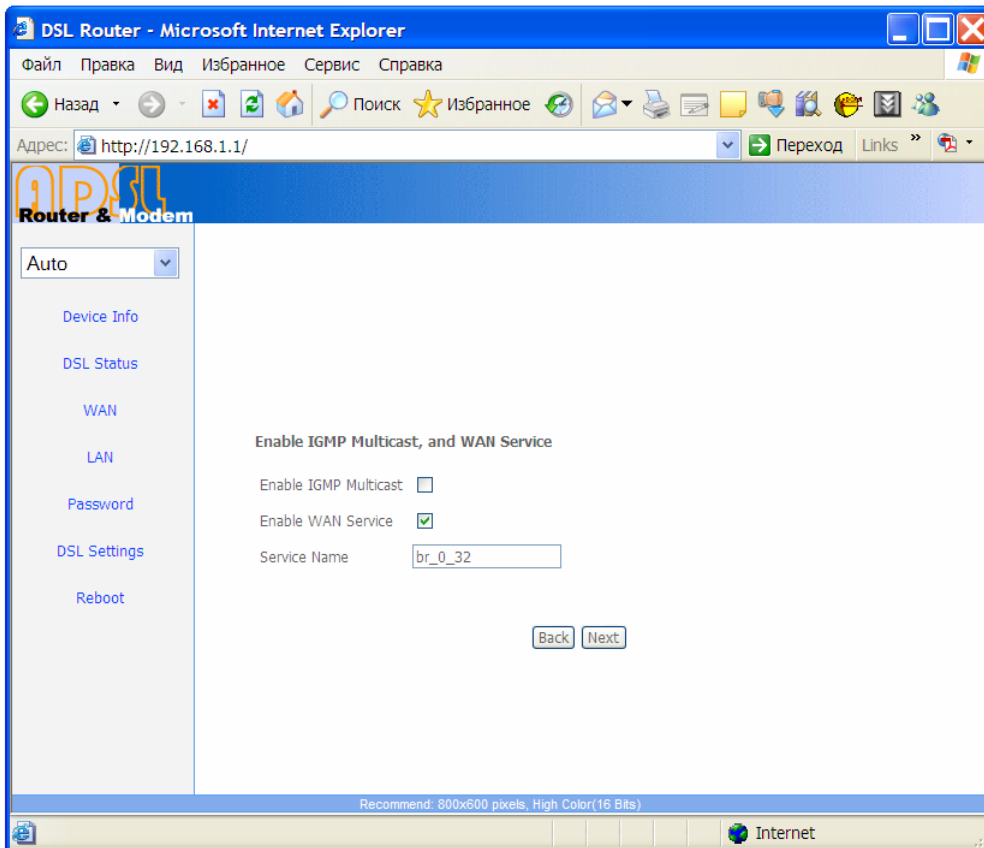 DSL Router - Microsoft Internet Explorer
Файл Правка Вид Избранное Сервис Справка
Назад Поиск Избранное
Адрес: http://192.168.1.1/ Переход Links »
ADSL
Router & Modem
Auto
Device Info
DSL Status
WAN
LAN
Password
DSL Settings
Reboot
Enable IGMP Multicast, and WAN Service
Enable IGMP Multicast
Enable WAN Service
Service Name br_0_32
Back Next
Recommend: 800x600 pixels, High Color(16 Bits)
Internet